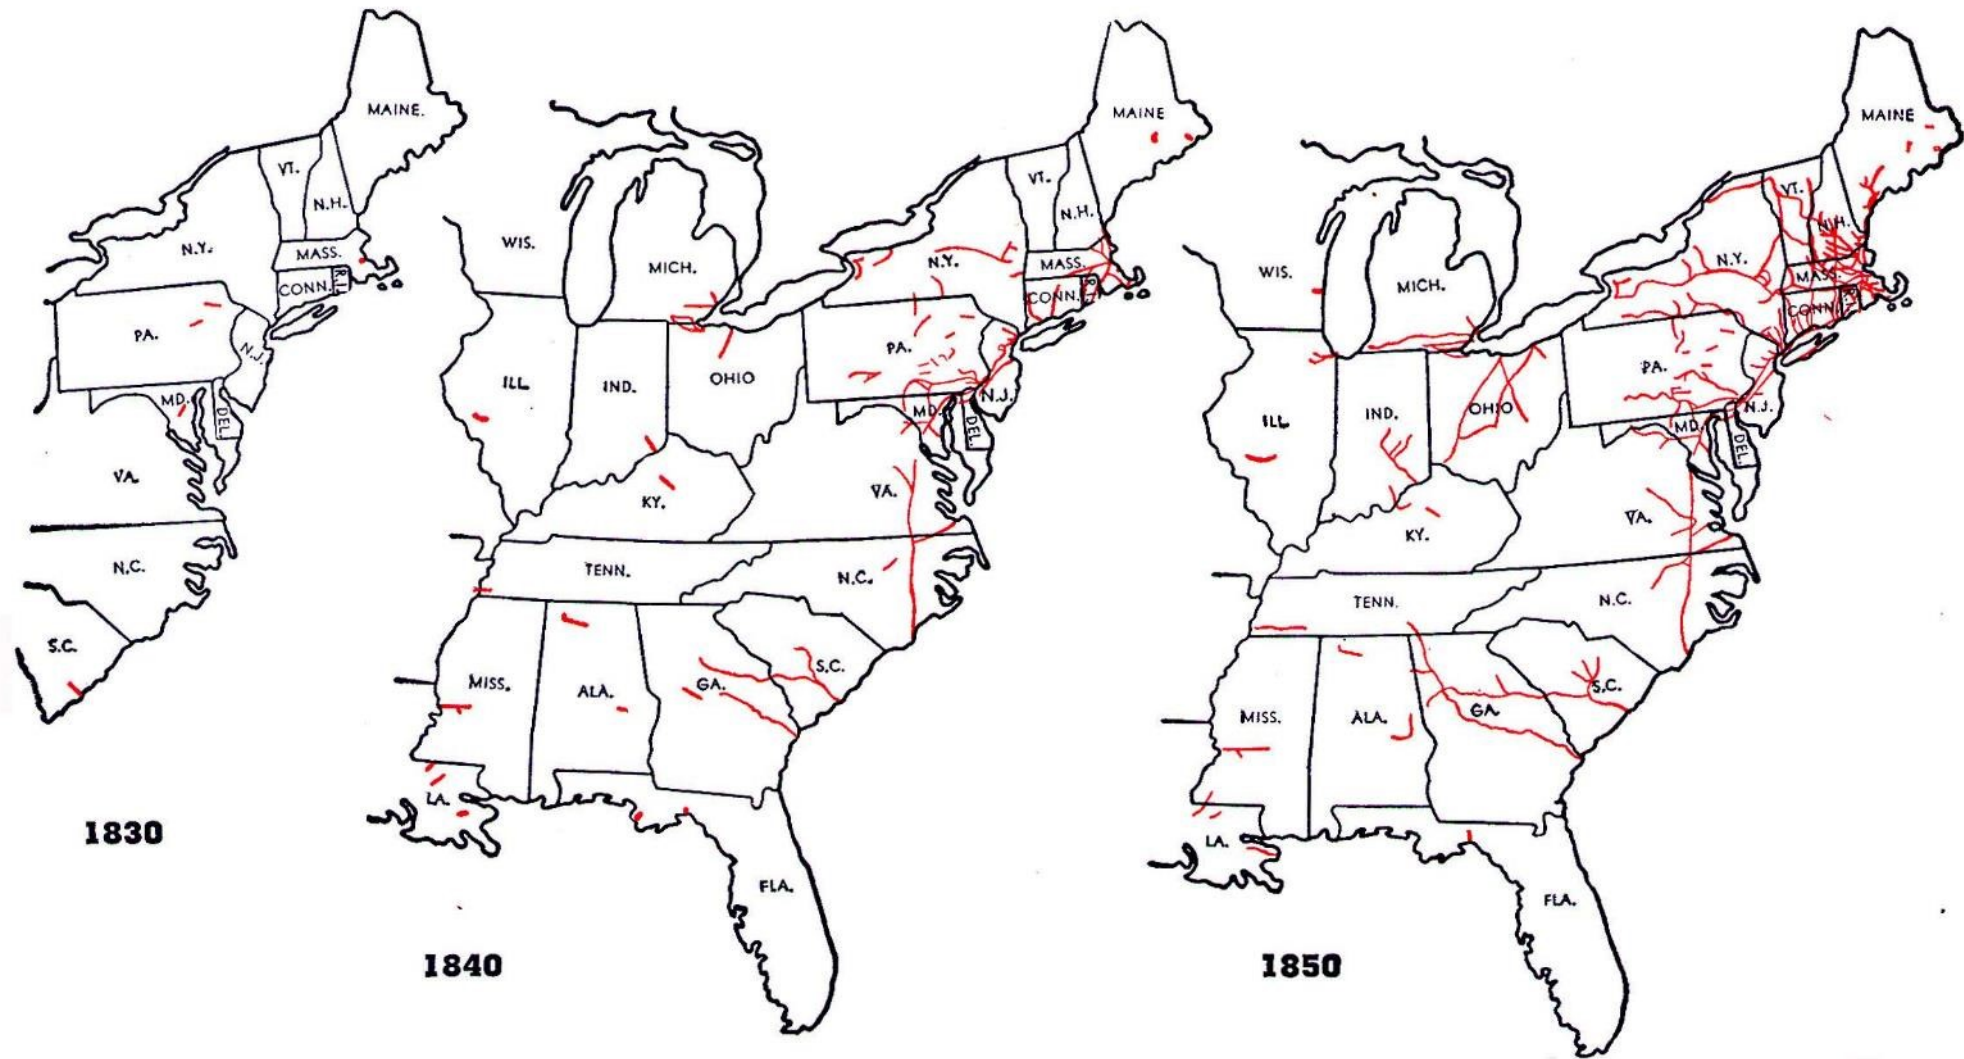 MAINE.
VT.
N.H.
N.Y.
MASS.
CONN.
R.I.
PA.
N.J.
MD.
DEL.
VA.
N.C.
S.C.
1830
MAINE
VT.
N.H.
WIS.
MICH.
N.Y.
MASS.
CONN.
R.I.
PA.
ILL.
IND.
OHIO
N.J.
MD.
DEL.
KY.
VA.
TENN.
N.C.
S.C.
MISS.
ALA.
GA.
LA.
FLA.
1840
MAINE
VT.
N.H.
WIS.
MICH.
N.Y.
MASS.
CONN.
R.I.
PA.
ILL.
IND.
OHIO
N.J.
MD.
DEL.
KY.
VA.
TENN.
N.C.
S.C.
MISS.
ALA.
GA.
LA.
FLA.
1850